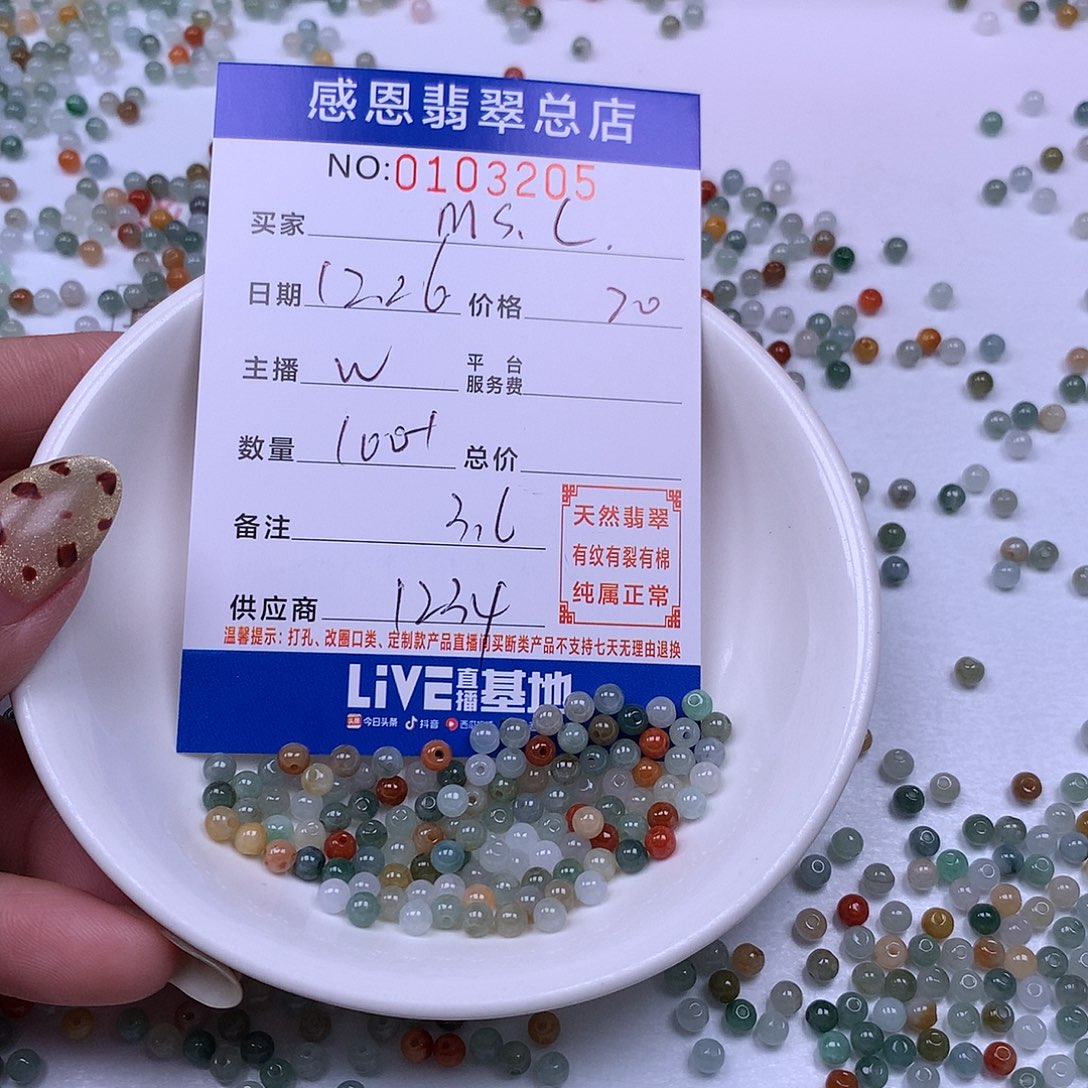 感恩翡翠总店
NO:0103205
买家 Ms. L.
日期 12.26 价格 70
主播 W 平台服务费
数量 100+ 总价
备注 3.6
天然翡翠
有纹有裂有棉
纯属正常
供应商 1234
温馨提示：打孔、改圈口类、定制款产品直播间买断类产品不支持七天无理由退换
LiVE直播基地
今日头条 抖音